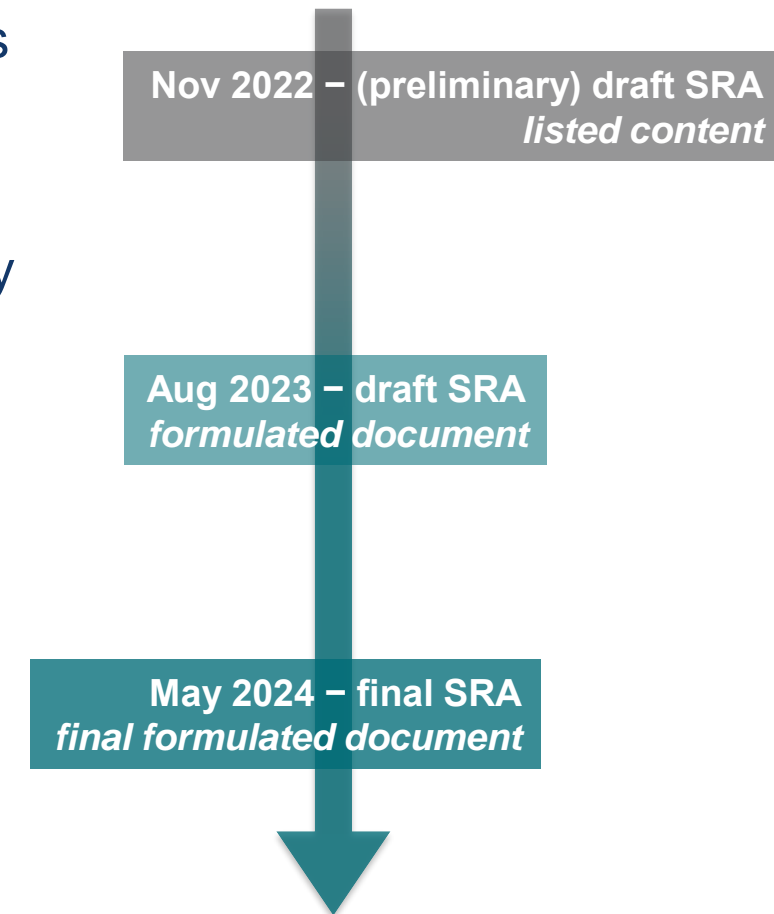 s
Nov 2022 – (preliminary) draft SRA
listed content
y
Aug 2023 – draft SRA
formulated document
May 2024 – final SRA
final formulated document